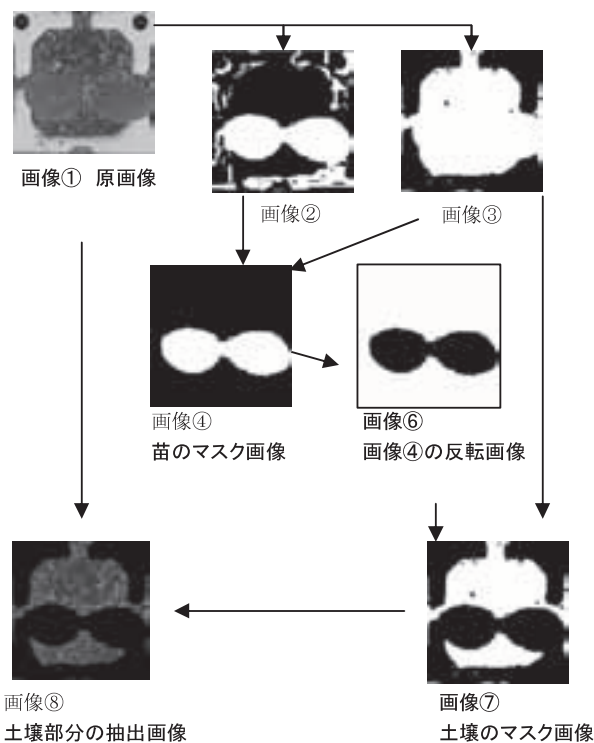 画像① 原画像
画像②
画像③
画像④
苗のマスク画像
画像⑥
画像④の反転画像
画像⑧
土壌部分の抽出画像
画像⑦
土壌のマスク画像